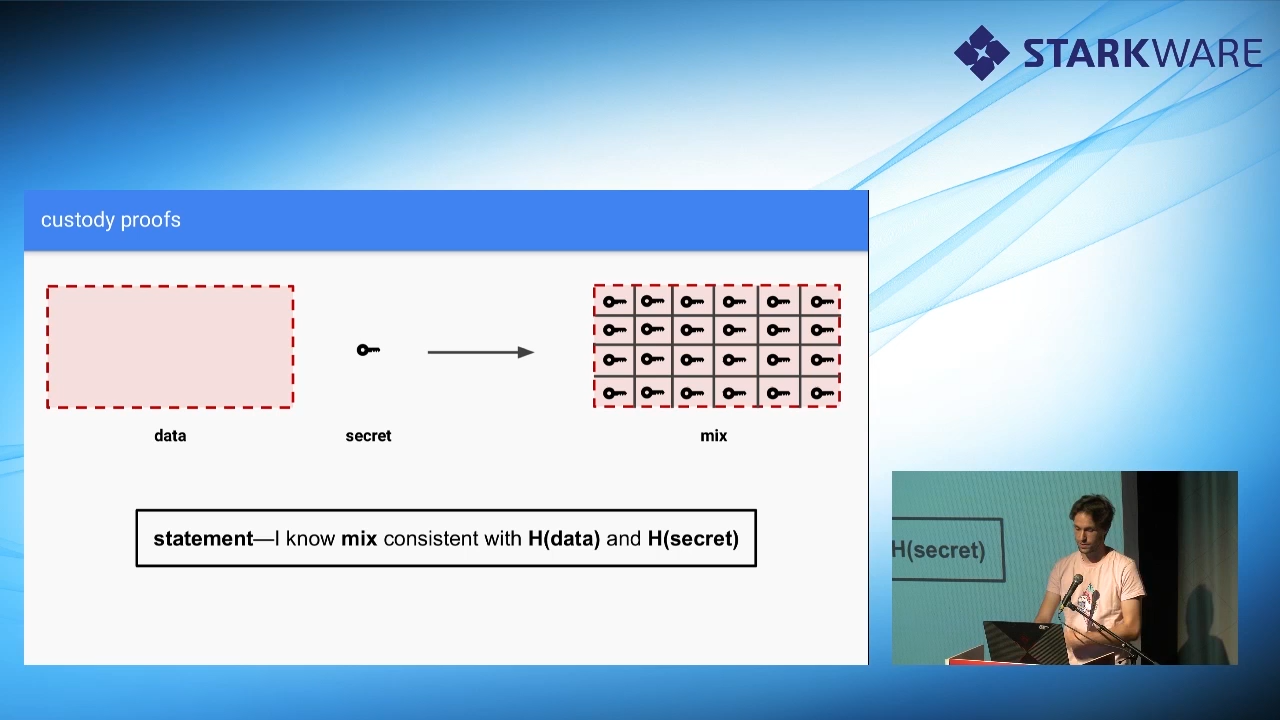 STARKWARE
custody proofs
data
secret
mix
statement—I know mix consistent with H(data) and H(secret)
H(secret)